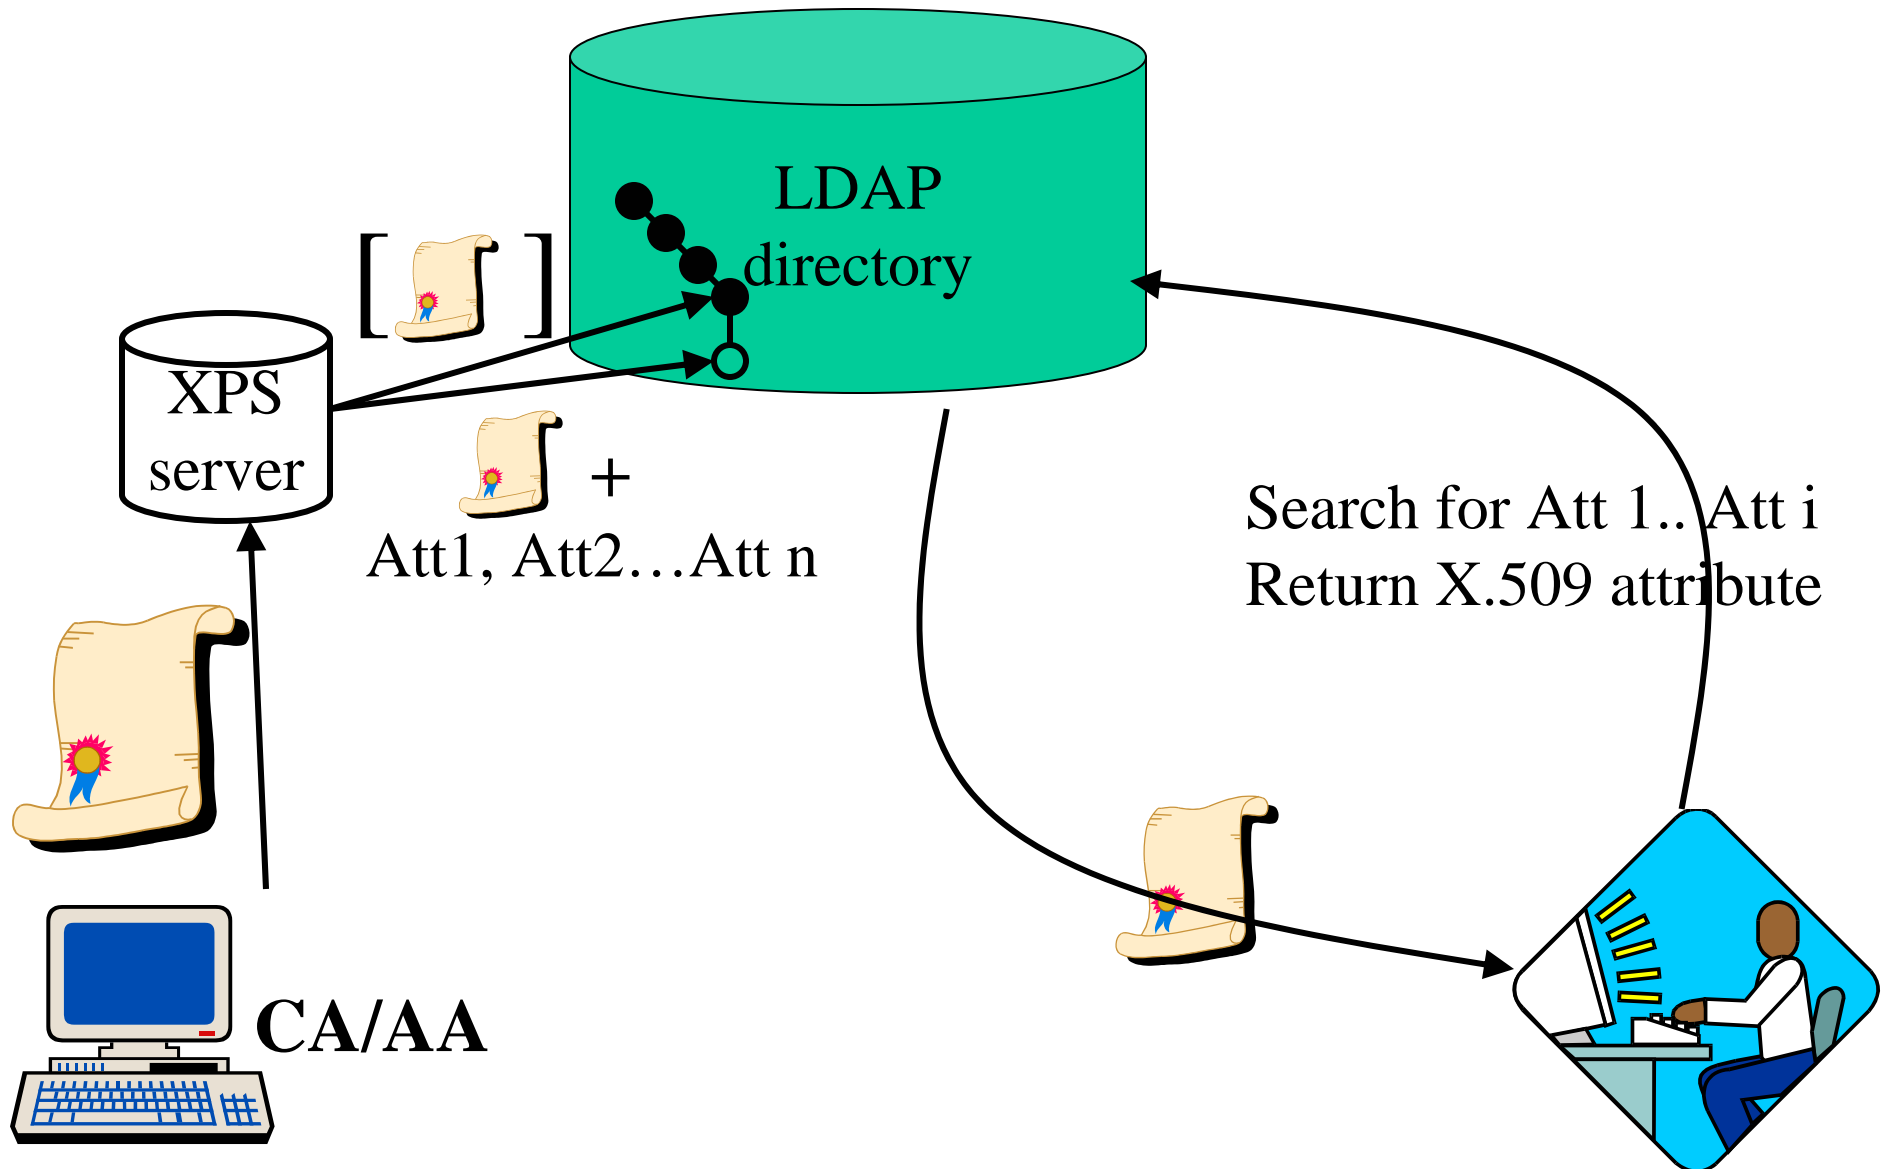 LDAP
directory
[ ]
XPS
server
+
Att1, Att2…Att n
Search for Att 1.. Att i
Return X.509 attribute
CA/AA